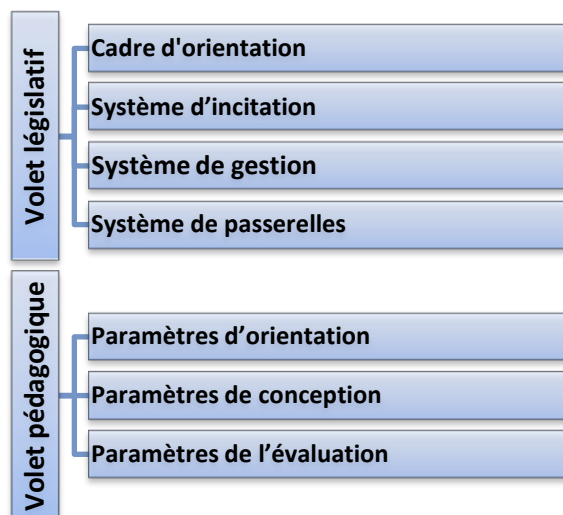 Volet législatif
Cadre d'orientation
Système d’incitation
Système de gestion
Système de passerelles
Volet pédagogique
Paramètres d’orientation
Paramètres de conception
Paramètres de l’évaluation